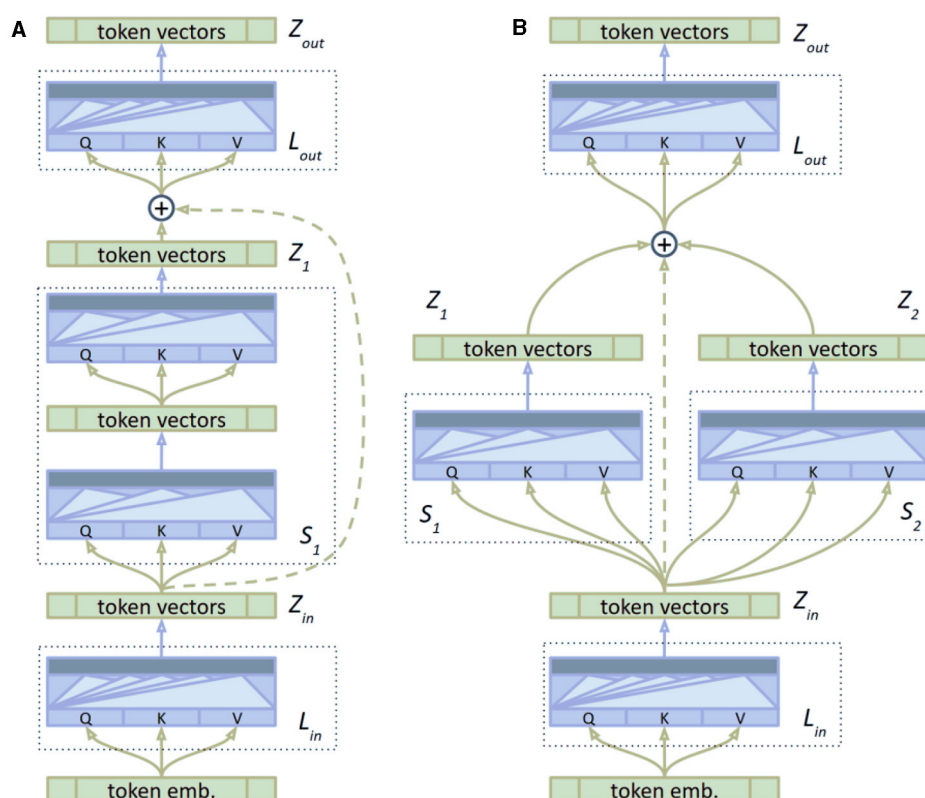 A
token vectors Z_out
Q K V L_out
+
token vectors Z_1
Q K V
token vectors
Q K V
S_1
token vectors Z_in
Q K V L_in
token emb.
B
token vectors Z_out
Q K V L_out
+
Z_1 Z_2
token vectors token vectors
Q K V Q K V
S_1 S_2
token vectors Z_in
Q K V L_in
token emb.